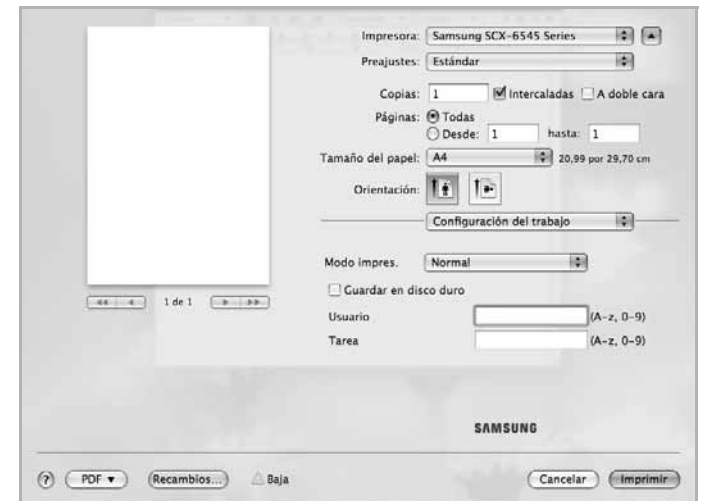 Impresora: Samsung SCX-6545 Series
Preajustes: Estándar
Copias: 1 Intercaladas A doble cara
Páginas: Todas
Desde: 1 hasta: 1
Tamaño del papel: A4 20,99 por 29,70 cm
Orientación:
Configuración del trabajo
Modo impres. Normal
Guardar en disco duro
1 de 1
Usuario (A-z, 0-9)
Tarea (A-z, 0-9)
SAMSUNG
? PDF Recambios... Baja Cancelar Imprimir